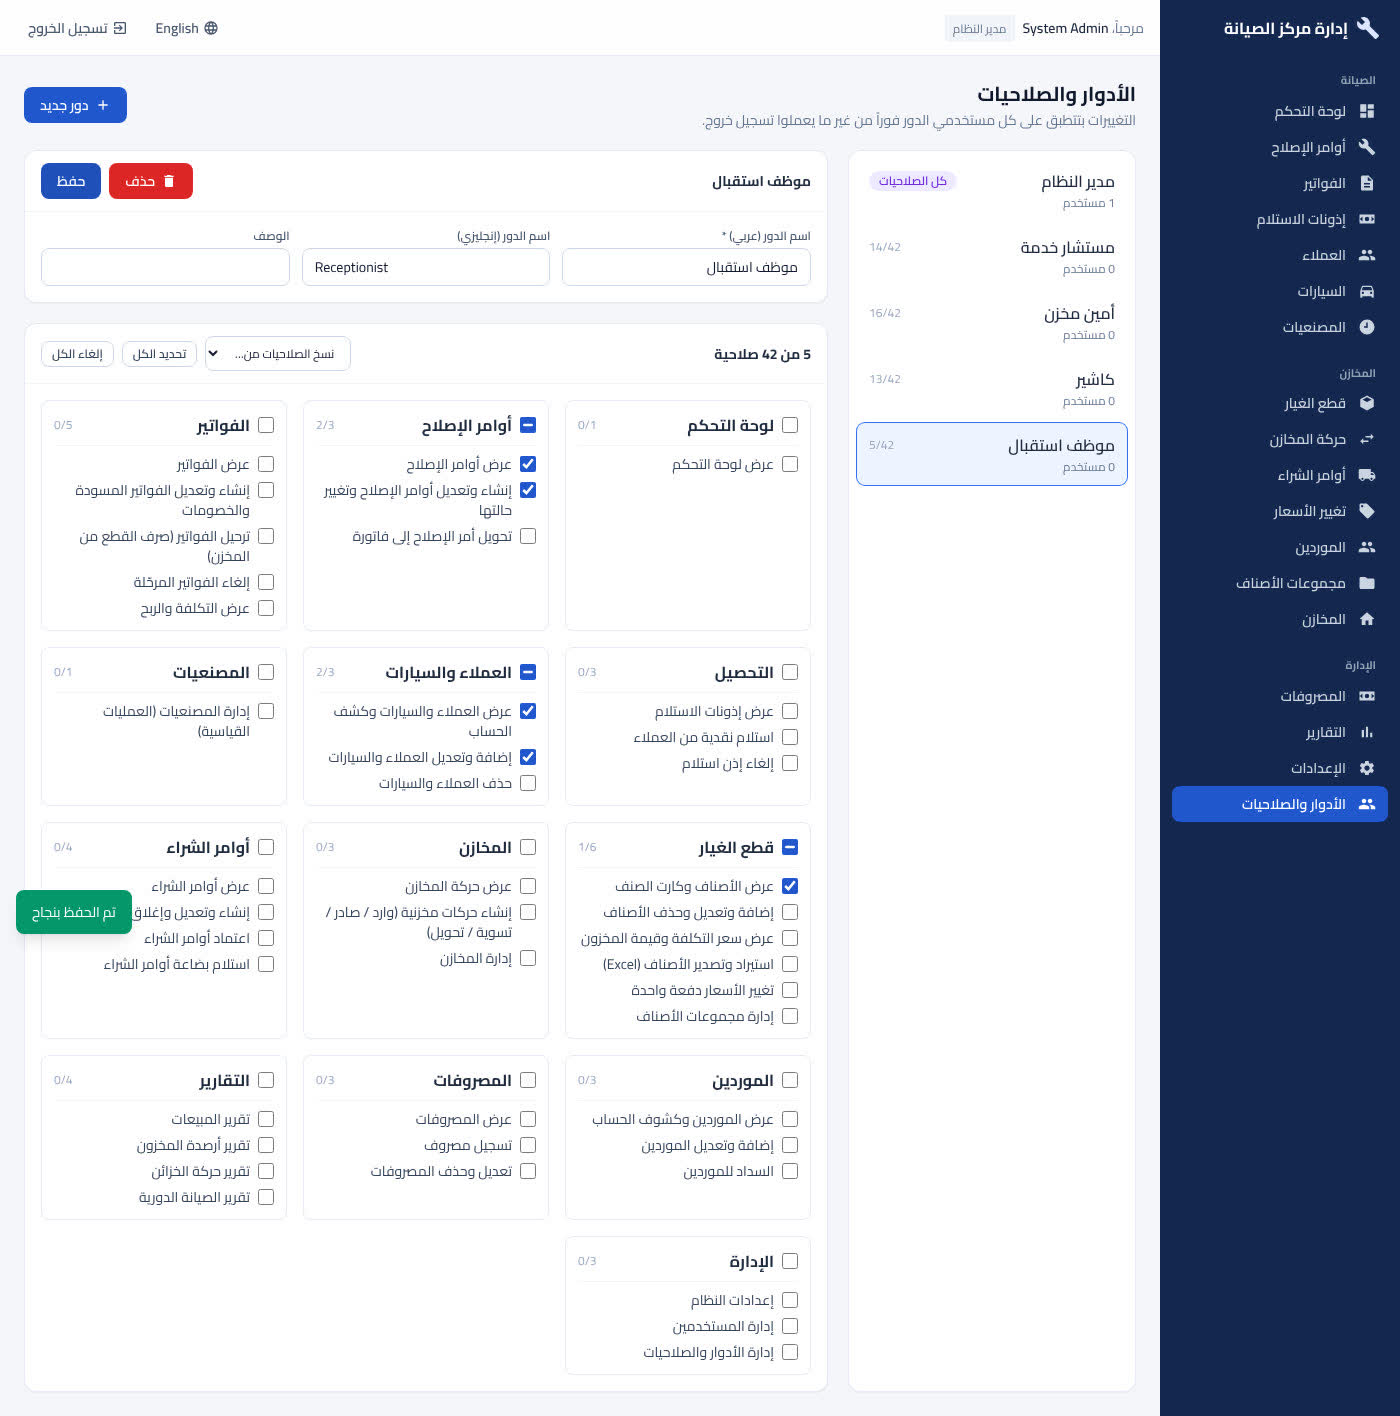 إدارة مركز الصيانة
الصيانة
لوحة التحكم
أوامر الإصلاح
الفواتير
إذونات الاستلام
العملاء
السيارات
المصنعيات
المخازن
قطع الغيار
حركة المخازن
أوامر الشراء
تغيير الأسعار
الموردين
مجموعات الأصناف
المخازن
الإدارة
المصروفات
التقارير
الإعدادات
الأدوار والصلاحيات
مرحباً، System Admin مدير النظام
English
تسجيل الخروج
الأدوار والصلاحيات
التغييرات بتتطبق على كل مستخدمي الدور فوراً من غير ما يعملوا تسجيل خروج.
دور جديد
مدير النظام كل الصلاحيات
1 مستخدم
مستشار خدمة 14/42
0 مستخدم
أمين مخزن 16/42
0 مستخدم
كاشير 13/42
0 مستخدم
موظف استقبال 5/42
0 مستخدم
موظف استقبال
حذف
حفظ
اسم الدور (عربي) *
موظف استقبال
اسم الدور (إنجليزي)
Receptionist
الوصف
5 من 42 صلاحية
نسخ الصلاحيات من...
تحديد الكل
إلغاء الكل
لوحة التحكم 0/1
عرض لوحة التحكم
أوامر الإصلاح 2/3
عرض أوامر الإصلاح
إنشاء وتعديل أوامر الإصلاح وتغيير
حالتها
تحويل أمر الإصلاح إلى فاتورة
الفواتير 0/5
عرض الفواتير
إنشاء وتعديل الفواتير المسودة
والخصومات
ترحيل الفواتير (صرف القطع من
المخزن)
إلغاء الفواتير المرحّلة
عرض التكلفة والربح
التحصيل 0/3
عرض إذونات الاستلام
استلام نقدية من العملاء
إلغاء إذن استلام
العملاء والسيارات 2/3
عرض العملاء والسيارات وكشف
الحساب
إضافة وتعديل العملاء والسيارات
حذف العملاء والسيارات
المصنعيات 0/1
إدارة المصنعيات (العمليات
القياسية)
قطع الغيار 1/6
عرض الأصناف وكارت الصنف
إضافة وتعديل وحذف الأصناف
عرض سعر التكلفة وقيمة المخزون
استيراد وتصدير الأصناف (Excel)
تغيير الأسعار دفعة واحدة
إدارة مجموعات الأصناف
المخازن 0/3
عرض حركة المخازن
إنشاء حركات مخزنية (وارد / صادر /
تسوية / تحويل)
إدارة المخازن
أوامر الشراء 0/4
عرض أوامر الشراء
إنشاء وتعديل وإغلاق
اعتماد أوامر الشراء
استلام بضاعة أوامر الشراء
تم الحفظ بنجاح
الموردين 0/3
عرض الموردين وكشوف الحساب
إضافة وتعديل الموردين
السداد للموردين
المصروفات 0/3
عرض المصروفات
تسجيل مصروف
تعديل وحذف المصروفات
التقارير 0/4
تقرير المبيعات
تقرير أرصدة المخزون
تقرير حركة الخزائن
تقرير الصيانة الدورية
الإدارة 0/3
إعدادات النظام
إدارة المستخدمين
إدارة الأدوار والصلاحيات